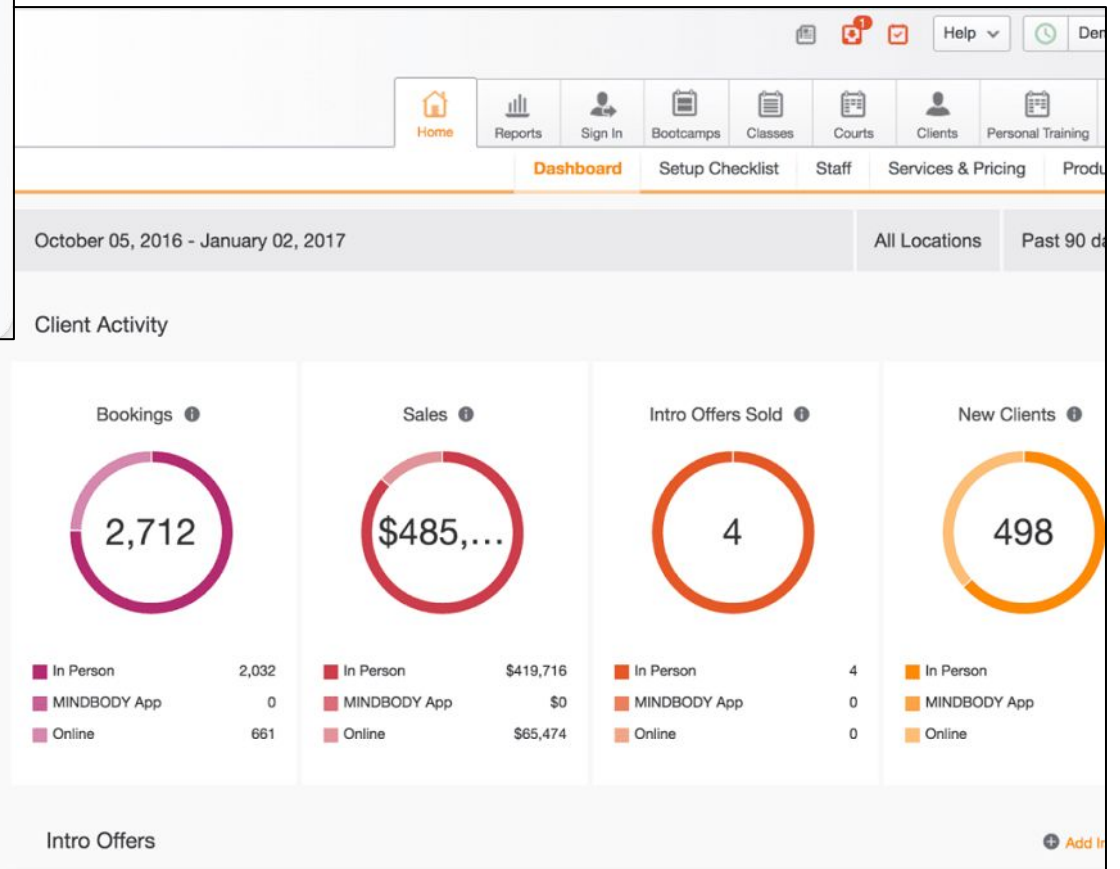 1
Help
Home Reports Sign In Bootcamps Classes Courts Clients Personal Training
Dashboard Setup Checklist Staff Services & Pricing
October 05, 2016 - January 02, 2017 All Locations Past 90
Client Activity
Bookings Sales Intro Offers Sold New Clients
2,712 $485,... 4 498
In Person 2,032 In Person $419,716 In Person 4 In Person
MINDBODY App 0 MINDBODY App $0 MINDBODY App 0 MINDBODY App
Online 661 Online $65,474 Online 0 Online
Intro Offers Add